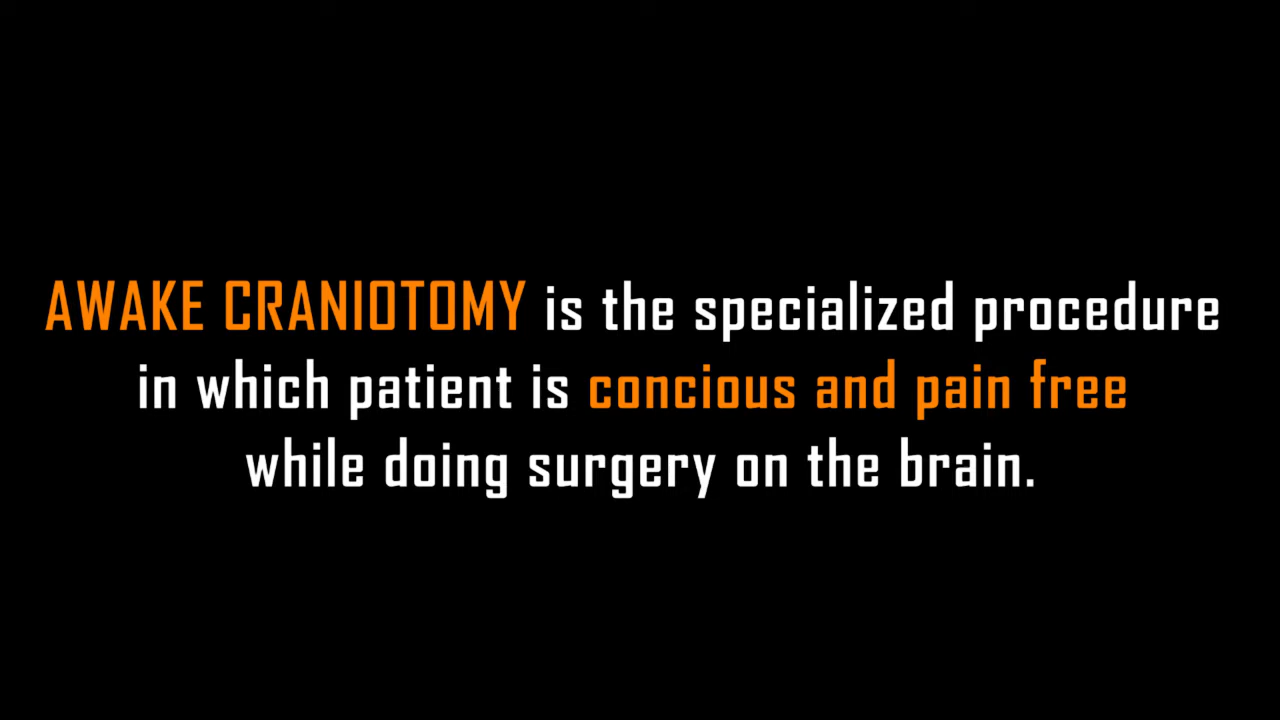 AWAKE CRANIOTOMY is the specialized procedure
in which patient is concious and pain free
while doing surgery on the brain.